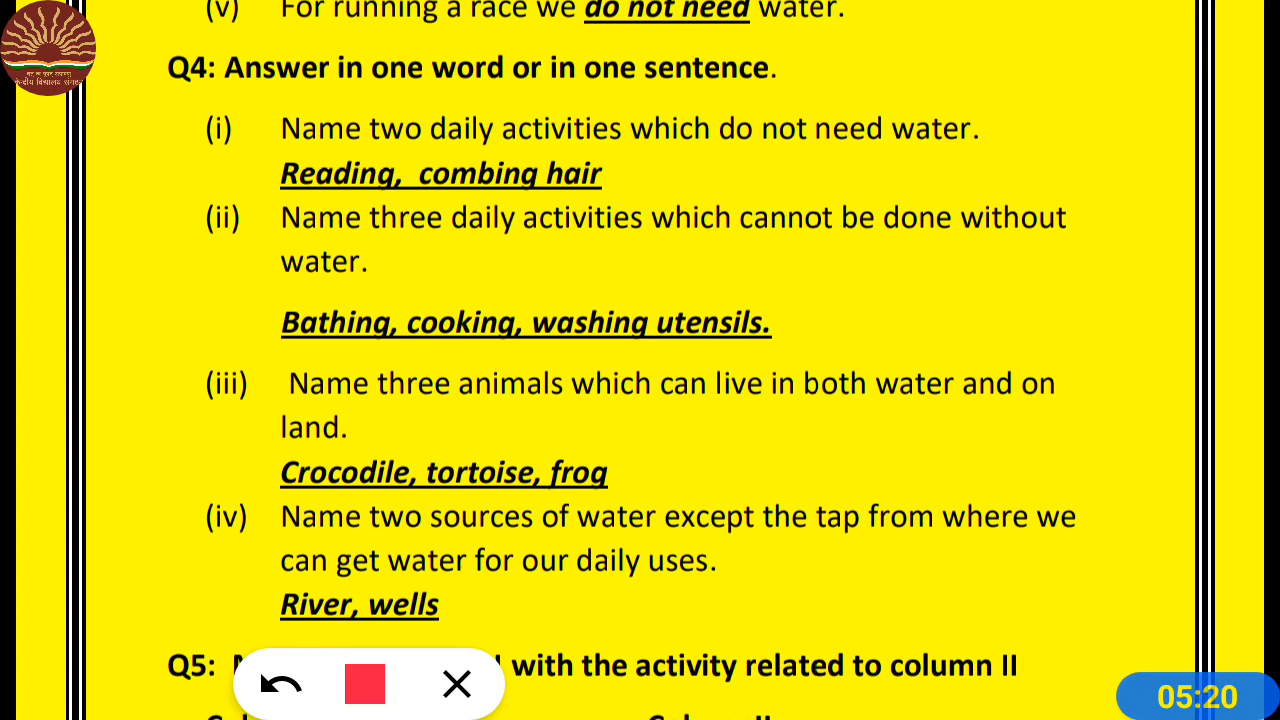 (v) For running a race we do not need water.
Q4: Answer in one word or in one sentence.
(i) Name two daily activities which do not need water.
Reading, combing hair
(ii) Name three daily activities which cannot be done without
water.
Bathing, cooking, washing utensils.
(iii) Name three animals which can live in both water and on
land.
Crocodile, tortoise, frog
(iv) Name two sources of water except the tap from where we
can get water for our daily uses.
River, wells
Q5: with the activity related to column II
05:20